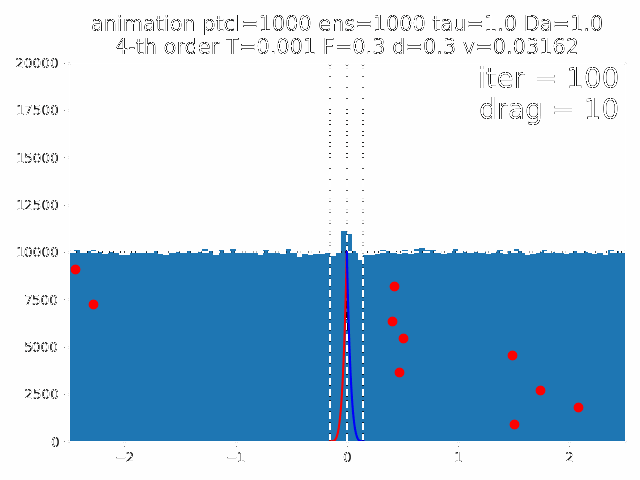 animation ptcl=1000 ens=1000 tau=1.0 Da=1.0
4-th order T=0.001 F=0.3 d=0.3 v=0.03162
iter = 100
drag = 10
20000
17500
15000
12500
10000
7500
5000
2500
0
−2 −1 0 1 2